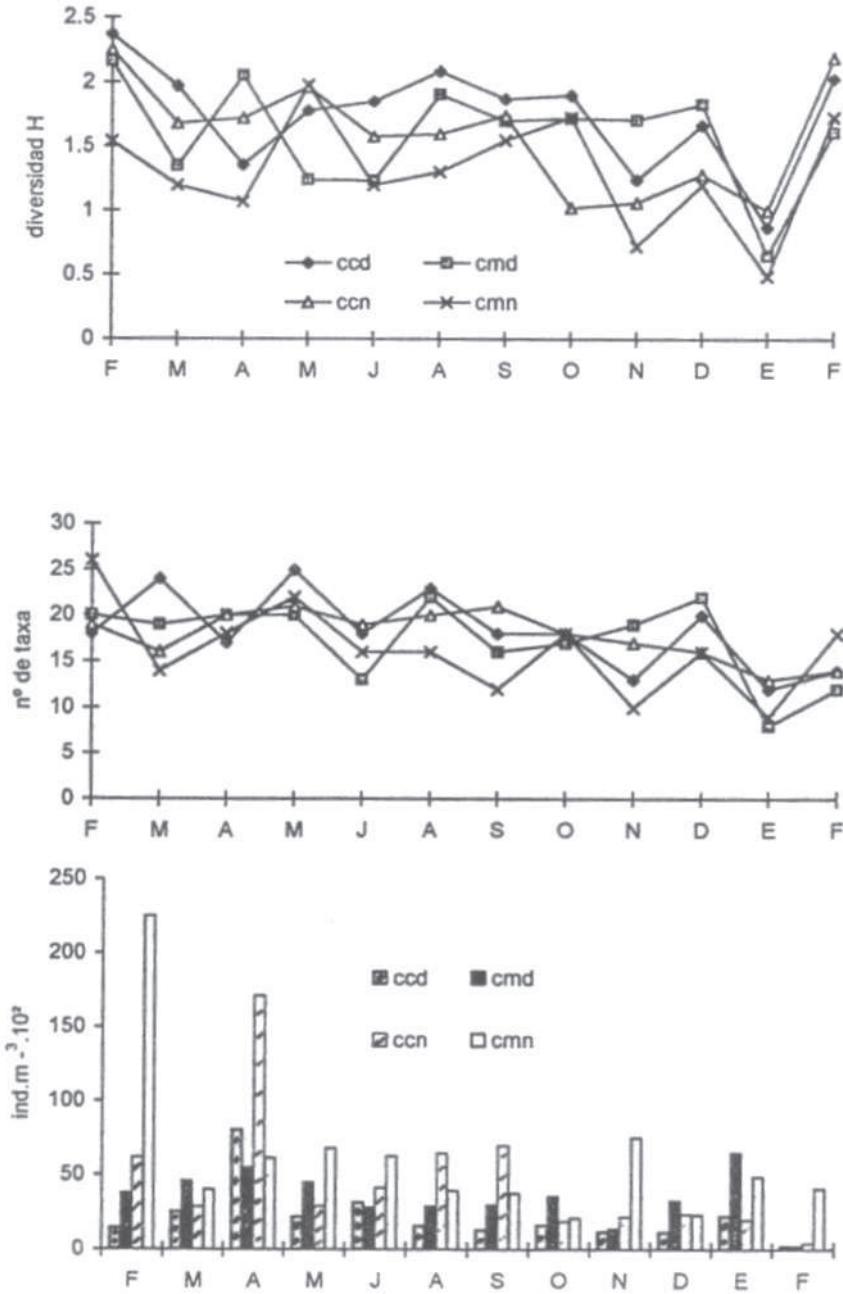 2.5
2
1.5
1
0.5
0
diversidad H
ccd cmd
ccn cmn
F M A M J A S O N D E F
30
25
20
15
10
5
0
nº de taxa
F M A M J A S O N D E F
250
200
150
100
50
0
ind.m -³.10²
ccd cmd
ccn cmn
F M A M J A S O N D E F